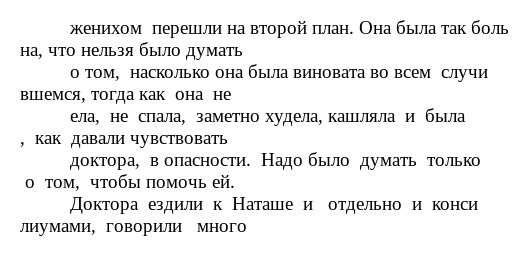 женихом перешли на второй план. Она была так боль
на, что нельзя было думать
о том, насколько она была виновата во всем случи
вшемся, тогда как она не
ела, не спала, заметно худела, кашляла и была
, как давали чувствовать
доктора, в опасности. Надо было думать только
о том, чтобы помочь ей.
Доктора ездили к Наташе и отдельно и конси
лиумами, говорили много